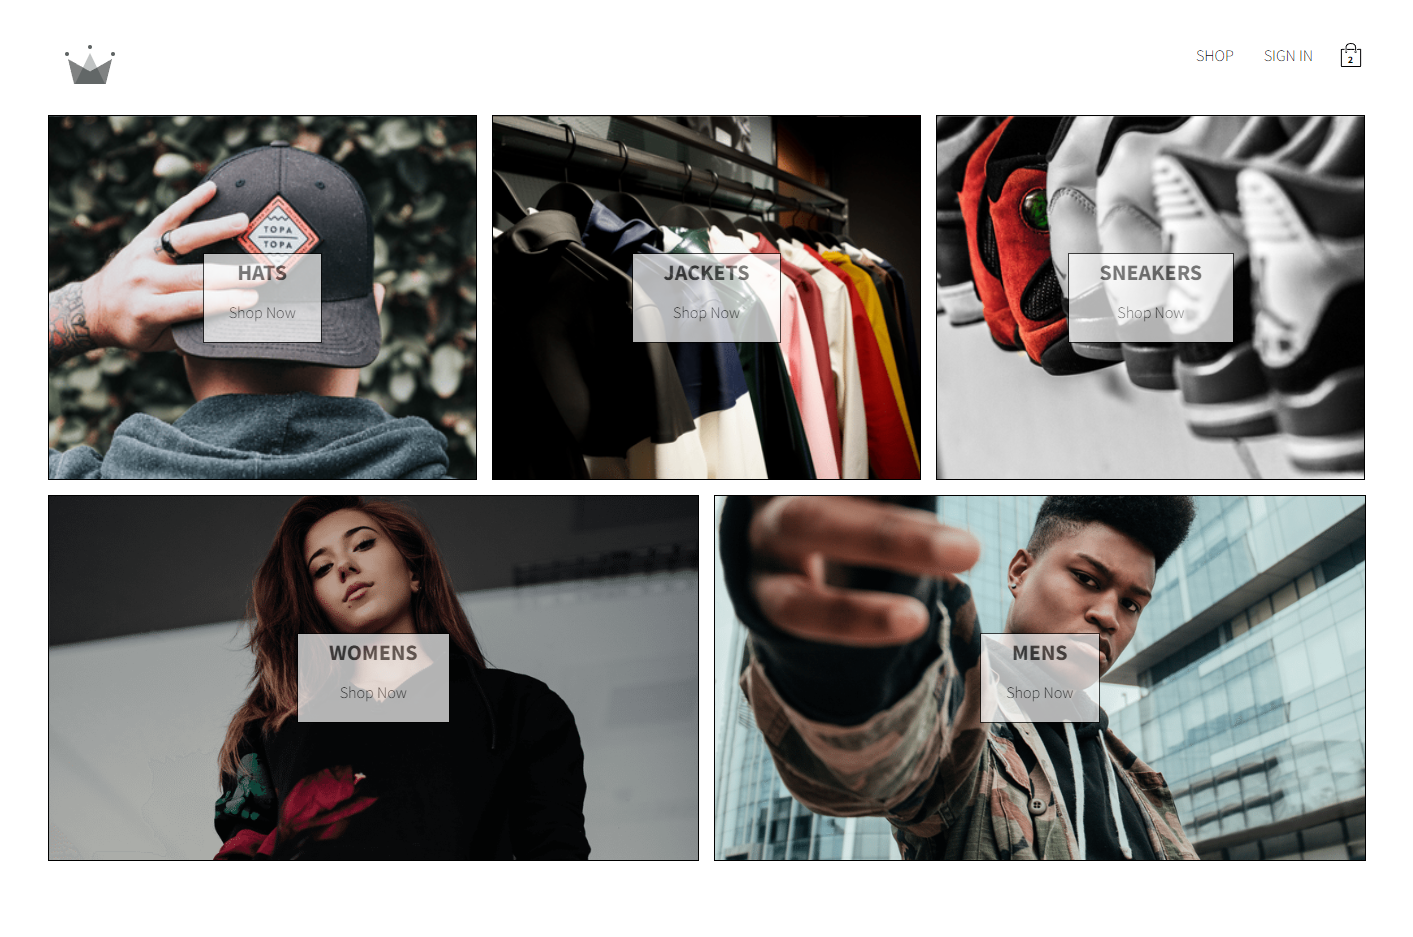 SHOP SIGN IN 2
TOPA
TOPA
HATS
Shop Now
JACKETS
Shop Now
SNEAKERS
Shop Now
WOMENS
Shop Now
MENS
Shop Now